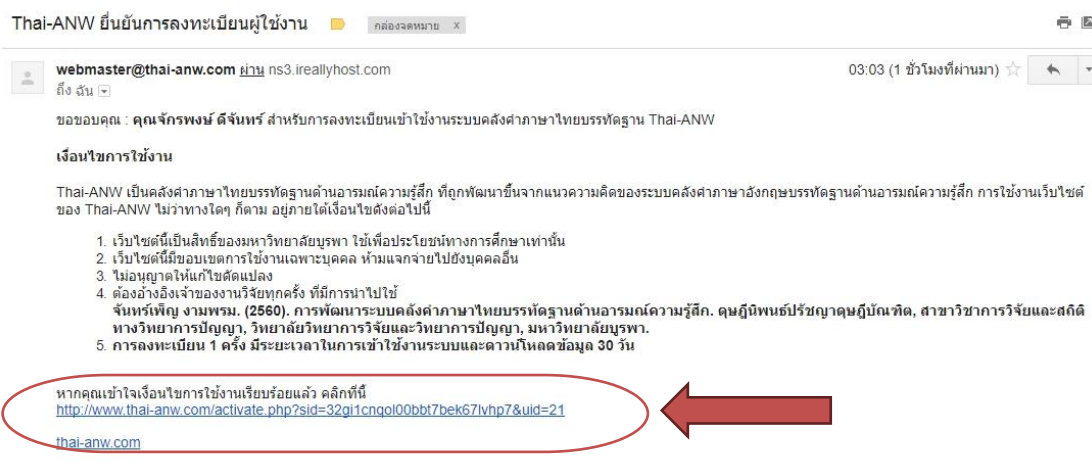 Thai-ANW ยืนยันการลงทะเบียนผู้ใช้งาน กล่องจดหมาย x
webmaster@thai-anw.com ผ่าน ns3.ireallyhost.com 03:03 (1 ชั่วโมงที่ผ่านมา)
ถึง ฉัน
ขอขอบคุณ : คุณจักรพงษ์ ดีจันทร์ สำหรับการลงทะเบียนเข้าใช้งานระบบคลังคำภาษาไทยบรรทัดฐาน Thai-ANW
เงื่อนไขการใช้งาน
Thai-ANW เป็นคลังคำภาษาไทยบรรทัดฐานด้านอารมณ์ความรู้สึก ที่ถูกพัฒนาขึ้นจากแนวความคิดของระบบคลังคำภาษาอังกฤษบรรทัดฐานด้านอารมณ์ความรู้สึก การใช้งานเว็บไซต์
ของ Thai-ANW ไม่ว่าทางใดๆ ก็ตาม อยู่ภายใต้เงื่อนไขดังต่อไปนี้
1. เว็บไซต์นี้เป็นสิทธิ์ของมหาวิทยาลัยบูรพา ใช้เพื่อประโยชน์ทางการศึกษาเท่านั้น
2. เว็บไซต์นี้มีขอบเขตการใช้งานเฉพาะบุคคล ห้ามแจกจ่ายไปยังบุคคลอื่น
3. ไม่อนุญาตให้แก้ไขดัดแปลง
4. ต้องอ้างอิงเจ้าของงานวิจัยทุกครั้ง ที่มีการนำไปใช้
จันทร์เพ็ญ งามพรม. (2560). การพัฒนาระบบคลังคำภาษาไทยบรรทัดฐานด้านอารมณ์ความรู้สึก. ดุษฎีนิพนธ์ปรัชญาดุษฎีบัณฑิต, สาขาวิชาการวิจัยและสถิติ
ทางวิทยาการปัญญา, วิทยาลัยวิทยาการวิจัยและวิทยาการปัญญา, มหาวิทยาลัยบูรพา.
5. การลงทะเบียน 1 ครั้ง มีระยะเวลาในการเข้าใช้งานระบบและดาวน์โหลดข้อมูล 30 วัน
หากคุณเข้าใจเงื่อนไขการใช้งานเรียบร้อยแล้ว คลิกที่นี้
http://www.thai-anw.com/activate.php?sid=32gi1cnqol00bbt7bek67lvhp7&uid=21
thai-anw.com